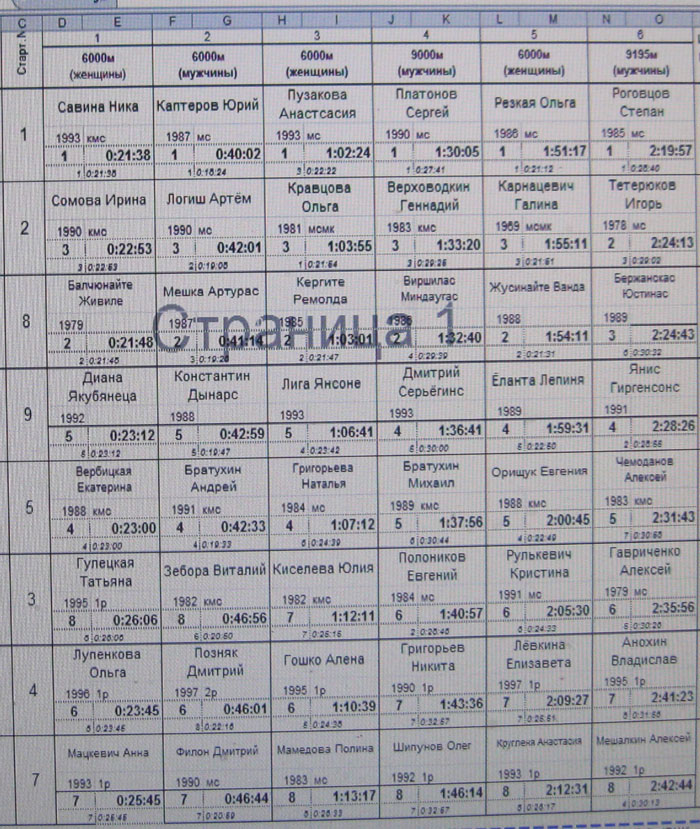 C D E F G H I J K L M N O
Старт. №
1 2 3 4 5 6
6000м 6000м 6000м 9000м 6000м 9195м
(женщины) (мужчины) (женщины) (мужчины) (женщины) (мужчины)
1
Савина Ника Каптеров Юрий Пузакова Анастсасия Платонов Сергей Резкая Ольга Роговцов Степан
1993 кмс 1987 мс 1993 мс 1990 мс 1986 мс 1985 мс
1 0:21:38 1 0:40:02 1 1:02:24 1 1:30:05 1 1:51:17 1 2:19:57
1 0:21:38 1 0:18:24 3 0:22:22 1 0:27:41 1 0:21:12
2
Сомова Ирина Логиш Артём Кравцова Ольга Верховодкин Геннадий Карнацевич Галина Тетерюков Игорь
1990 кмс 1990 мс 1981 мсмк 1983 кмс 1969 мсмк 1978 мс
3 0:22:53 3 0:42:01 3 1:03:55 3 1:33:20 3 1:55:11 2 2:24:13
3 0:22:53 2 0:19:08 1 0:21:54 3 0:29:25 3 0:21:51 3 0:29:02
8
Балчюнайте Живиле Мешка Артурас Кергите Ремолда Виршилас Миндаугас Жусинайте Ванда Бержанскас Юстинас
1979 1987 1985 1986 1988 1989
2 0:21:48 2 0:41:14 2 1:03:01 2 1:32:40 2 1:54:11 3 2:24:43
2 0:21:48 3 0:19:26 2 0:21:47 4 0:29:39 2 0:21:31 6 0:30:32
Страница 1
9
Диана Якубянеца Константин Дынарс Лига Янсоне Дмитрий Серьёгинс Ёланта Лепиня Янис Гиргенсонс
1992 1988 1993 1993 1989 1991
5 0:23:12 5 0:42:59 5 1:06:41 4 1:36:41 4 1:59:31 4 2:28:26
5 0:23:12 5 0:19:47 4 0:23:42 5 0:30:00 5 0:22:50 2 0:28:55
5
Вербицкая Екатерина Братухин Андрей Григорьева Наталья Братухин Михаил Орищук Евгения Чемоданов Алексей
1988 кмс 1991 кмс 1984 мс 1989 кмс 1988 кмс 1983 кмс
4 0:23:00 4 0:42:33 4 1:07:12 5 1:37:56 5 2:00:45 5 2:31:43
4 0:23:00 4 0:19:33 5 0:24:39 6 0:30:44 4 0:22:49 7 0:30:58
3
Гулецкая Татьяна Зебора Виталий Киселева Юлия Полоников Евгений Рулькевич Кристина Гавриченко Алексей
1995 1р 1982 кмс 1982 кмс 1984 мс 1991 мс 1979 мс
8 0:26:06 8 0:46:56 7 1:12:11 6 1:40:57 6 2:05:30 6 2:35:56
8 0:26:06 6 0:20:50 7 0:25:15 2 0:28:46 6 0:24:33
4
Лупенкова Ольга Позняк Дмитрий Гошко Алена Григорьев Никита Лёвкина Елизавета Анохин Владислав
1996 1р 1997 2р 1995 1р 1990 1р 1997 1р 1995 1р
6 0:23:45 6 0:46:01 6 1:10:39 7 1:43:36 7 2:09:27 7 2:41:23
6 0:23:45 8 0:22:16 6 0:24:38 7 0:32:57 7 0:25:51
7
Мацкевич Анна Филон Дмитрий Мамедова Полина Шипунов Олег Круглена Анастасия Мешалкин Алексей
1993 1р 1990 мс 1983 мс 1992 1р 1993 1р 1992 1р
7 0:25:45 7 0:46:44 8 1:13:17 8 1:46:14 8 2:12:31 8 2:42:44
7 0:25:45 7 0:20:59 8 0:26:33 7 0:32:57 8 0:26:17 4 0:30:13